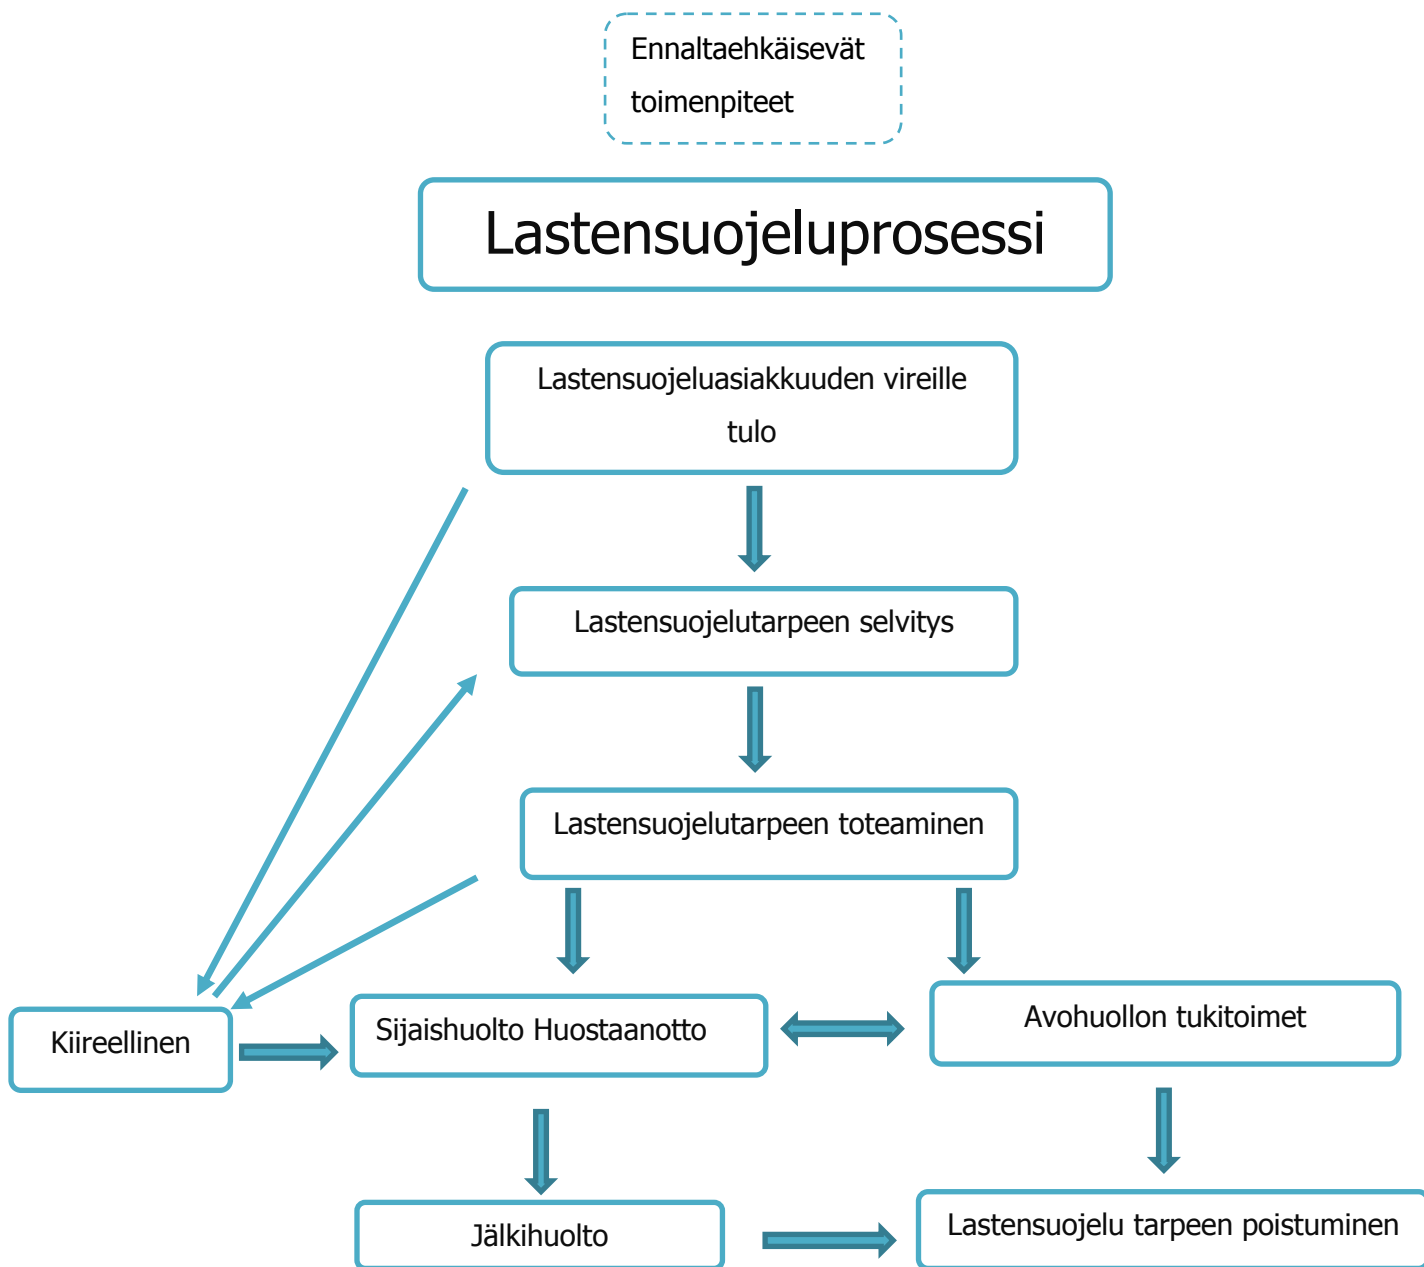 Ennaltaehkäisevät
toimenpiteet
Lastensuojeluprosessi
Lastensuojeluasiakkuuden vireille
tulo
Lastensuojelutarpeen selvitys
Lastensuojelutarpeen toteaminen
Kiireellinen
Sijaishuolto Huostaanotto
Avohuollon tukitoimet
Jälkihuolto
Lastensuojelu tarpeen poistuminen